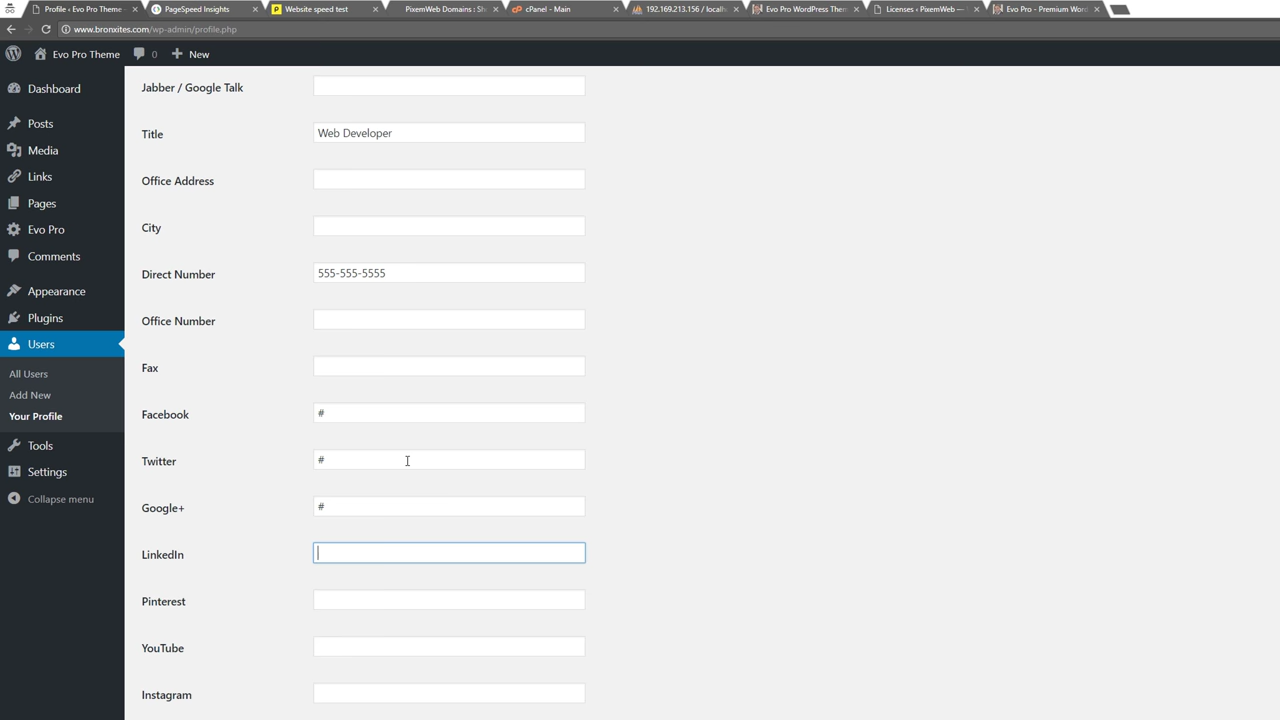 Profile ‹ Evo Pro Theme
PageSpeed Insights
Website speed test
PixemWeb Domains : Sh
cPanel - Main
192.169.213.156 / localh
Evo Pro WordPress Them
Licenses ‹ PixemWeb —
Evo Pro - Premium Word
www.bronxites.com/wp-admin/profile.php
Evo Pro Theme
0
New
Dashboard
Posts
Media
Links
Pages
Evo Pro
Comments
Appearance
Plugins
Users
All Users
Add New
Your Profile
Tools
Settings
Collapse menu
Jabber / Google Talk
Title
Web Developer
Office Address
City
Direct Number
555-555-5555
Office Number
Fax
Facebook
#
Twitter
#
Google+
#
LinkedIn
Pinterest
YouTube
Instagram